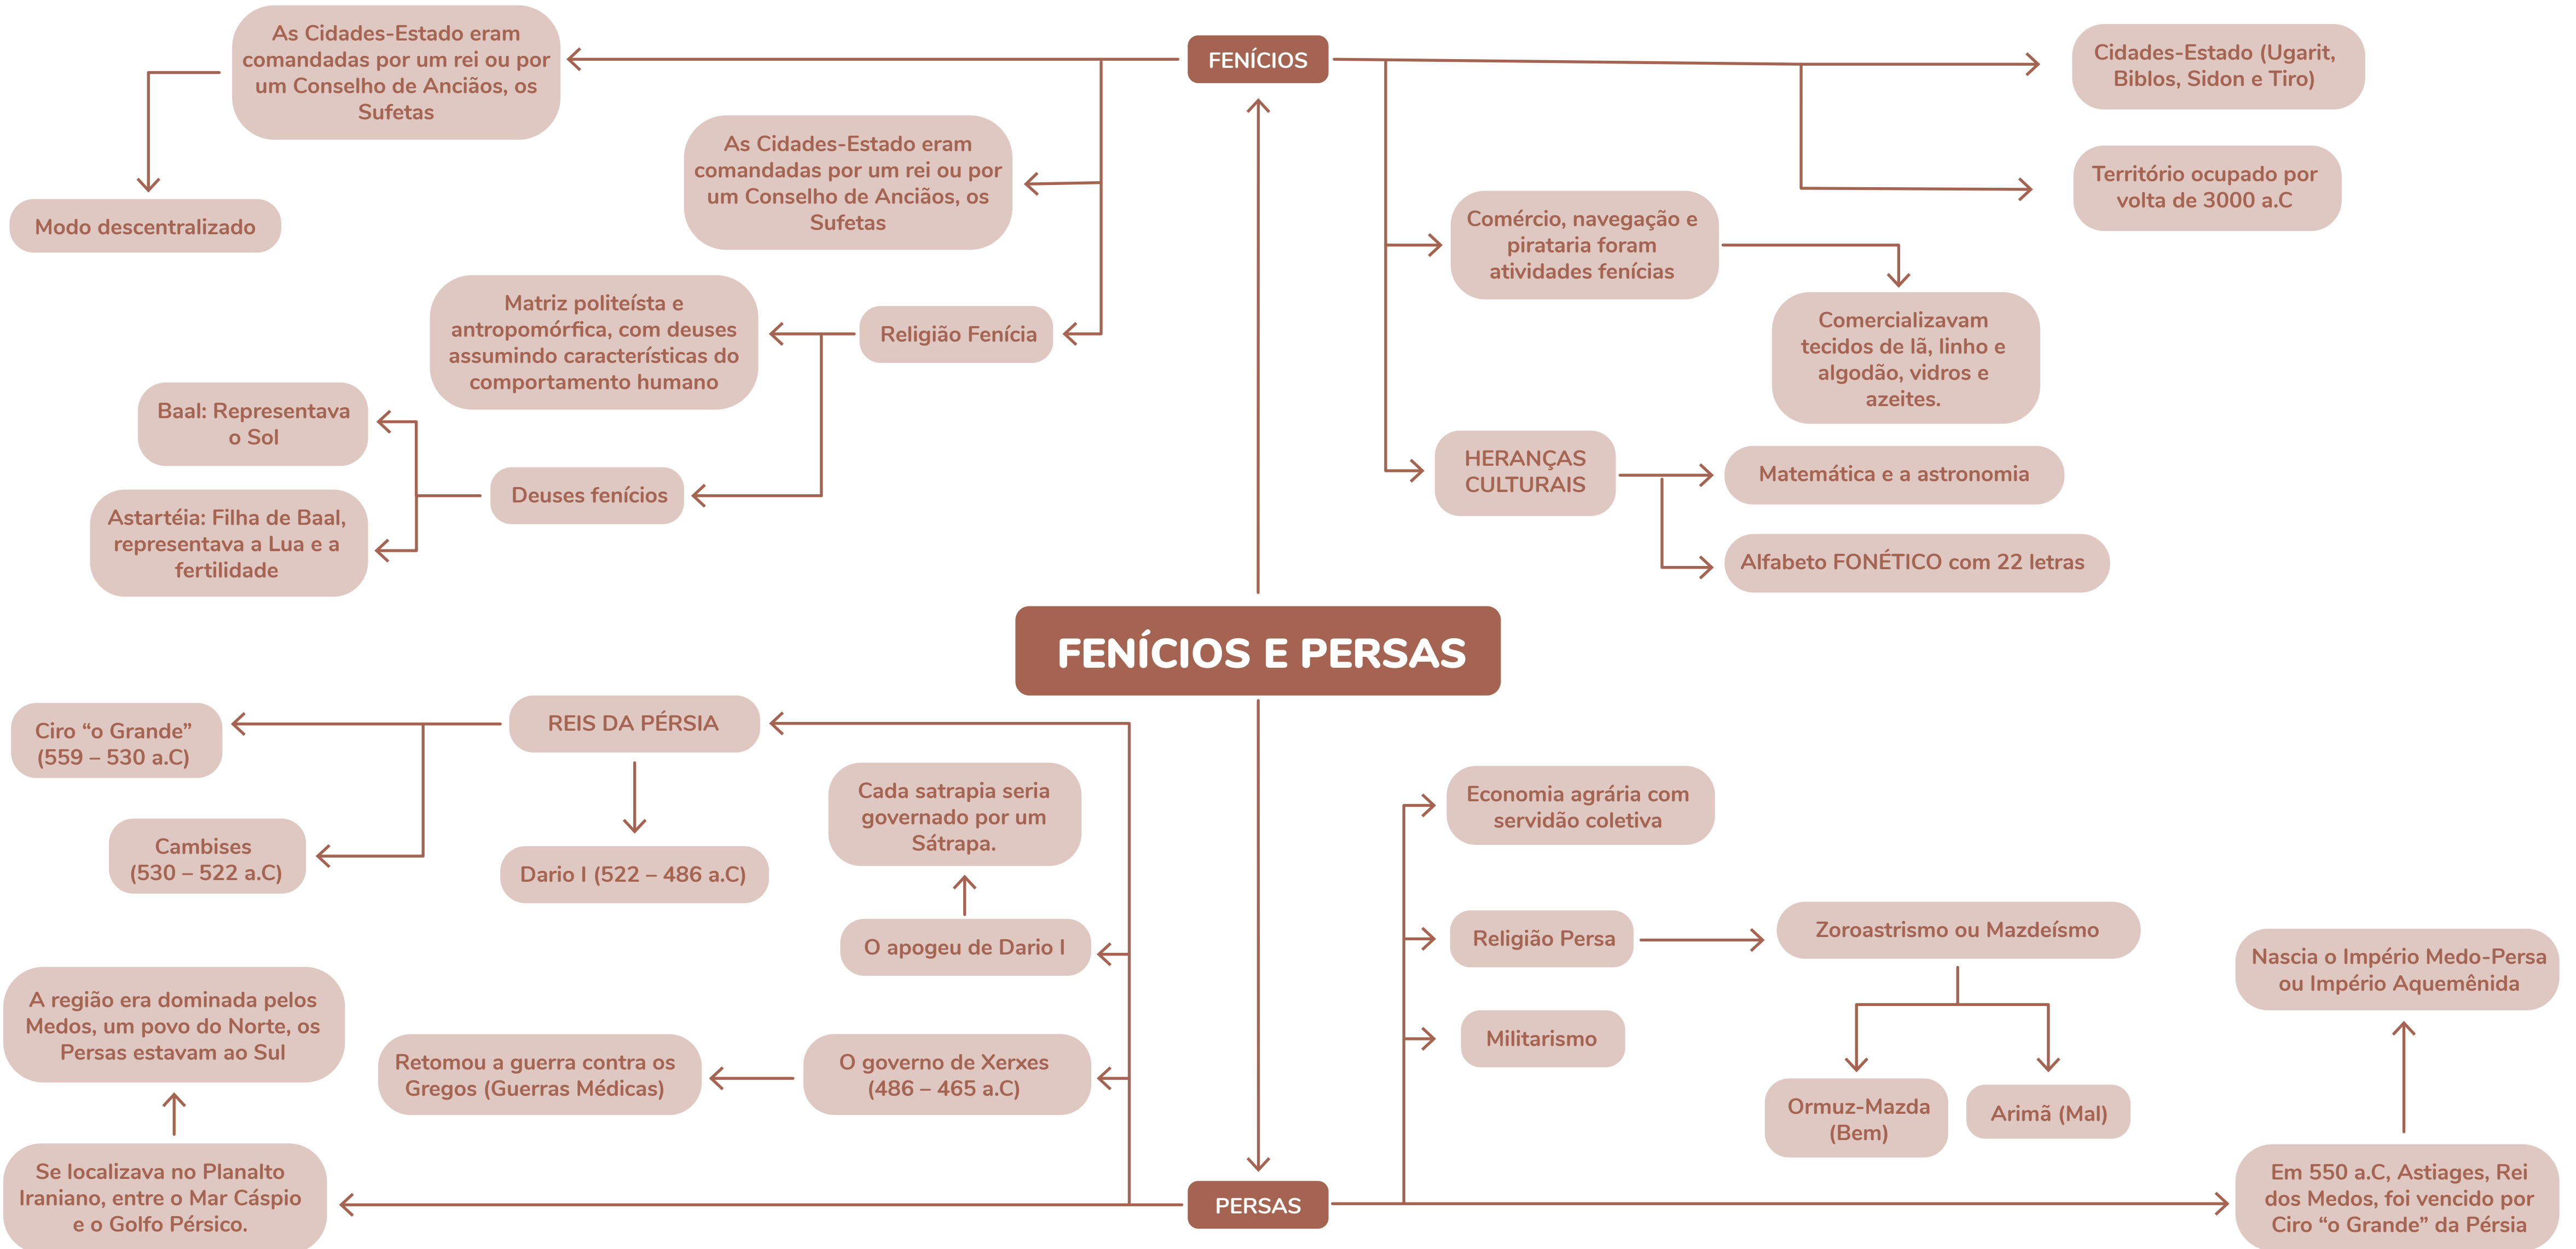 FENÍCIOS E PERSAS
FENÍCIOS
As Cidades-Estado eram
comandadas por um rei ou por
um Conselho de Anciãos, os
Sufetas
Modo descentralizado
As Cidades-Estado eram
comandadas por um rei ou por
um Conselho de Anciãos, os
Sufetas
Religião Fenícia
Matriz politeísta e
antropomórfica, com deuses
assumindo características do
comportamento humano
Deuses fenícios
Baal: Representava
o Sol
Astartéia: Filha de Baal,
representava a Lua e a
fertilidade
Cidades-Estado (Ugarit,
Biblos, Sidon e Tiro)
Território ocupado por
volta de 3000 a.C
Comércio, navegação e
pirataria foram
atividades fenícias
Comercializavam
tecidos de lã, linho e
algodão, vidros e
azeites.
HERANÇAS
CULTURAIS
Matemática e a astronomia
Alfabeto FONÉTICO com 22 letras
PERSAS
REIS DA PÉRSIA
Ciro “o Grande”
(559 – 530 a.C)
Cambises
(530 – 522 a.C)
Dario I (522 – 486 a.C)
O apogeu de Dario I
Cada satrapia seria
governado por um
Sátrapa.
O governo de Xerxes
(486 – 465 a.C)
Retomou a guerra contra os
Gregos (Guerras Médicas)
Se localizava no Planalto
Iraniano, entre o Mar Cáspio
e o Golfo Pérsico.
A região era dominada pelos
Medos, um povo do Norte, os
Persas estavam ao Sul
Economia agrária com
servidão coletiva
Religião Persa
Zoroastrismo ou Mazdeísmo
Ormuz-Mazda
(Bem)
Arimã (Mal)
Militarismo
Em 550 a.C, Astiages, Rei
dos Medos, foi vencido por
Ciro “o Grande” da Pérsia
Nascia o Império Medo-Persa
ou Império Aquemênida